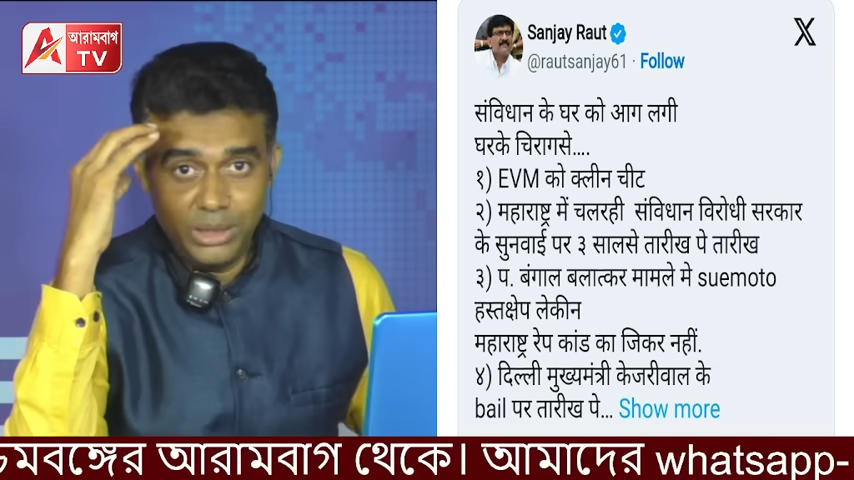 আরামবাগ
TV
Sanjay Raut
X
@rautsanjay61 · Follow
संविधान के घर को आग लगी
घरके चिरागसे....
१) EVM को क्लीन चीट
२) महाराष्ट्र में चलरही संविधान विरोधी सरकार
के सुनवाई पर ३ सालसे तारीख पे तारीख
३) प. बंगाल बलात्कर मामले मे suemoto
हस्तक्षेप लेकीन
महाराष्ट्र रेप कांड का जिकर नहीं.
४) दिल्ली मुख्यमंत्री केजरीवाल के
bail पर तारीख पे... Show more
চমবঙ্গের আরামবাগ থেকে। আমাদের whatsapp-